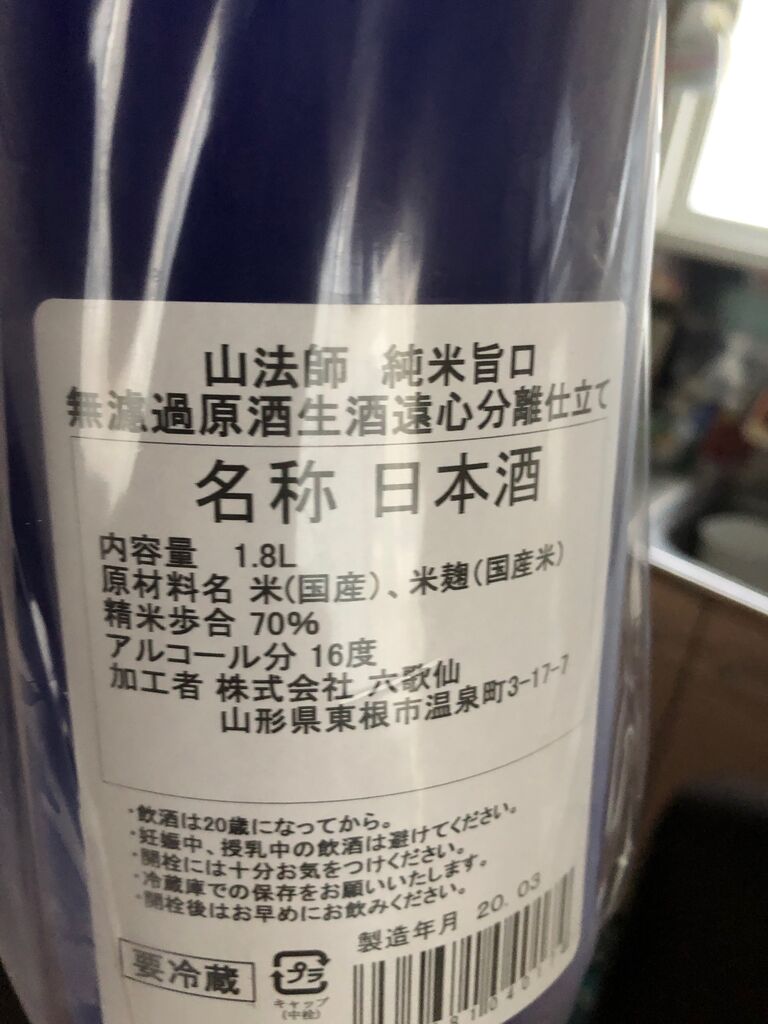 山法師 純米旨口
無濾過原酒生酒遠心分離仕立て
名称 日本酒
内容量 1.8L
原材料名 米(国産)、米麹(国産米)
精米歩合 70%
アルコール分 16度
加工者 株式会社 六歌仙
山形県東根市温泉町3-17-7
・飲酒は20歳になってから。
・妊娠中、授乳中の飲酒は避けてください。
・開栓には十分お気をつけください。
・冷蔵庫での保存をお願いいたします。
・開栓後はお早めにお飲みください。
製造年月 20. 03
要冷蔵
プラ
キャップ
(中栓)